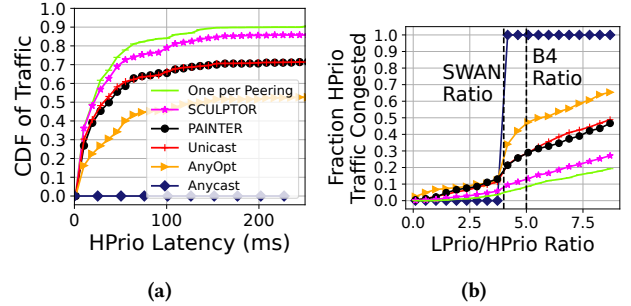 CDF of Traffic
1.0
0.9
0.8
0.7
0.6
0.5
0.4
0.3
0.2
0.1
0.0
One per Peering
SCULPTOR
PAINTER
Unicast
AnyOpt
Anycast
0
100
200
HPrio Latency (ms)
(a)
Fraction HPrio
Traffic Congested
1.0
0.9
0.8
0.7
0.6
0.5
0.4
0.3
0.2
0.1
0.0
SWAN
Ratio
B4
Ratio
0.0
2.5
5.0
7.5
LPrio/HPrio Ratio
(b)